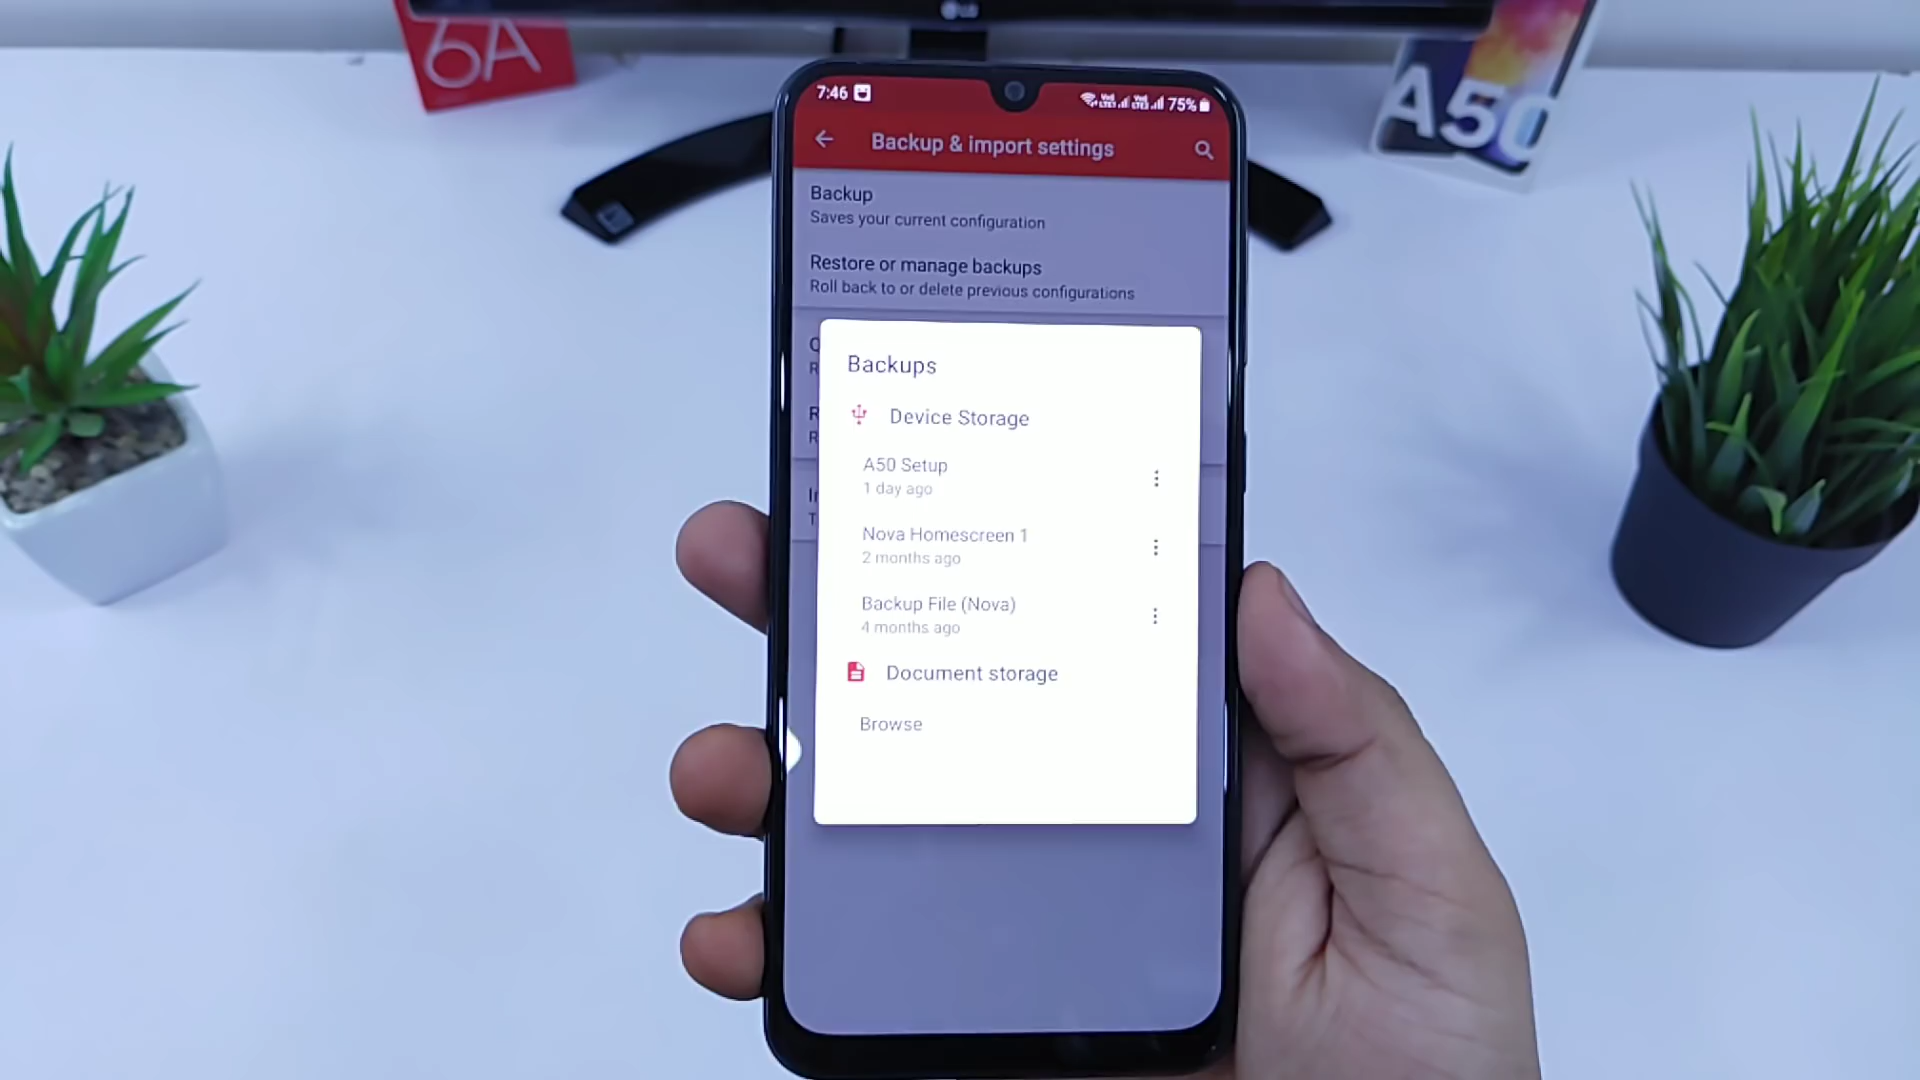 LG
6A
A50
7:46
75%
Backup & import settings
Backup
Saves your current configuration
Restore or manage backups
Roll back to or delete previous configurations
Backups
Device Storage
A50 Setup
1 day ago
Nova Homescreen 1
2 months ago
Backup File (Nova)
4 months ago
Document storage
Browse